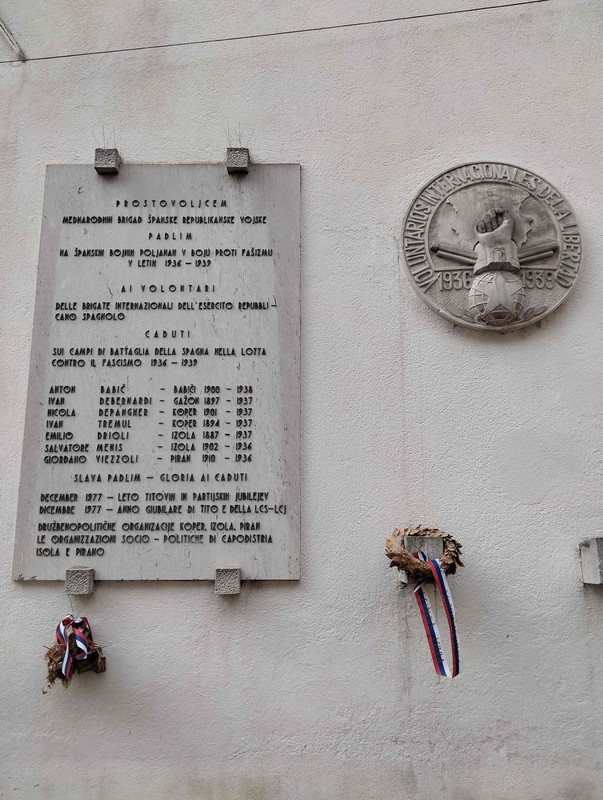 PROSTOVOLJCEM
MEDNARODNIH BRIGAD ŠPANSKE REPUBLIKANSKE VOJSKE
PADLIM
NA ŠPANSKIH BOJNIH POLJANAH V BOJU PROTI FAŠIZMU
V LETIH 1936 – 1939
AI VOLONTARI
DELLE BRIGATE INTERNAZIONALI DELL'ESERCITO REPUBBLI–
CANO SPAGNOLO
CADUTI
SUI CAMPI DI BATTAGLIA DELLA SPAGNA NELLA LOTTA
CONTRO IL FASCISMO 1936 – 1939
ANTON BABIČ – BABIČI 1900 – 1938
IVAN DEBERNARDI – GAŽON 1897 – 1937
NICOLA DEPANGHER – KOPER 1901 – 1937
IVAN TREMUL – KOPER 1894 – 1937
EMILIO DRIOLI – IZOLA 1887 – 1937
SALVATORE MENIS – IZOLA 1902 – 1936
GIORDANO VIEZZOLI – PIRAN 1910 – 1936
SLAVA PADLIM – GLORIA AI CADUTI
DECEMBER 1977 – LETO TITOVIH IN PARTIJSKIH JUBILEJEV
DICEMBRE 1977 – ANNO GIUBILARE DI TITO E DELLA LCS–LCJ
DRUŽBENOPOLITIČNE ORGANIZACIJE KOPER, IZOLA, PIRAN
LE ORGANIZZAZIONI SOCIO – POLITICHE DI CAPODISTRIA
ISOLA E PIRANO
VOLUNTARIOS INTERNACIONALES DE LA LIBERTAD
1936 1939